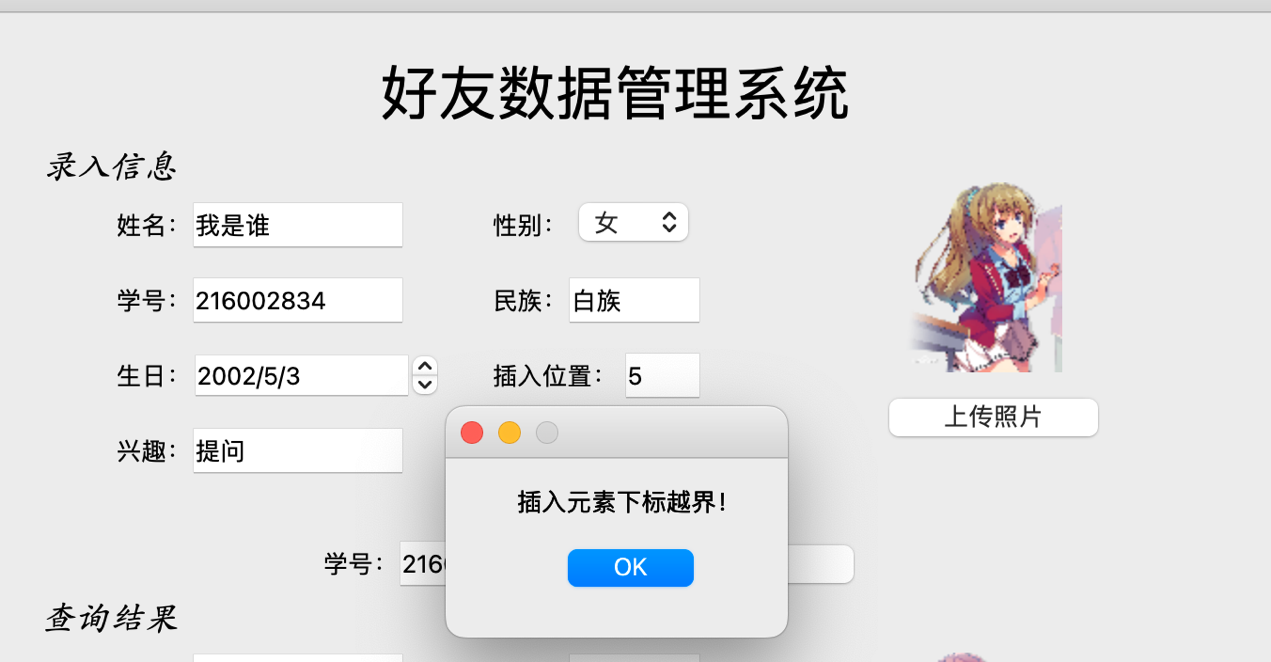 好友数据管理系统
录入信息
姓名： 我是谁 性别： 女
学号： 216002834 民族： 白族
生日： 2002/5/3 插入位置： 5
上传照片
兴趣： 提问
插入元素下标越界！
OK
学号： 216
查询结果